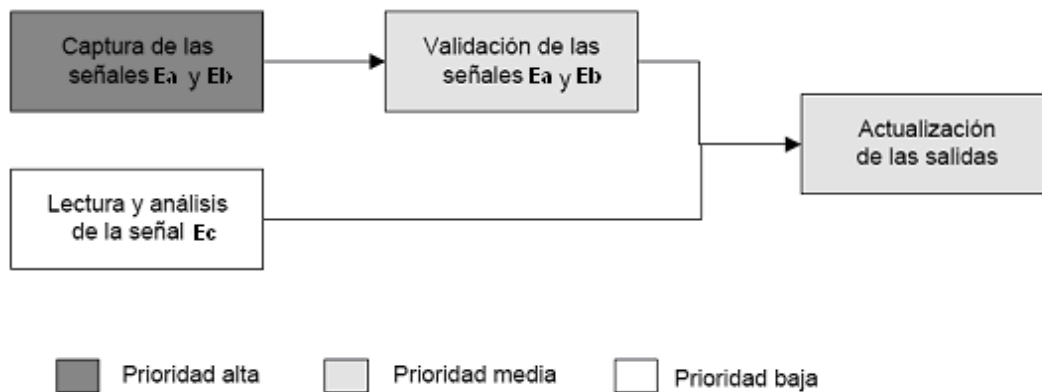 Captura de las
señales Ea y Eb
Validación de las
señales Ea y Eb
Actualización
de las salidas
Lectura y análisis
de la señal Ec
Prioridad alta
Prioridad media
Prioridad baja